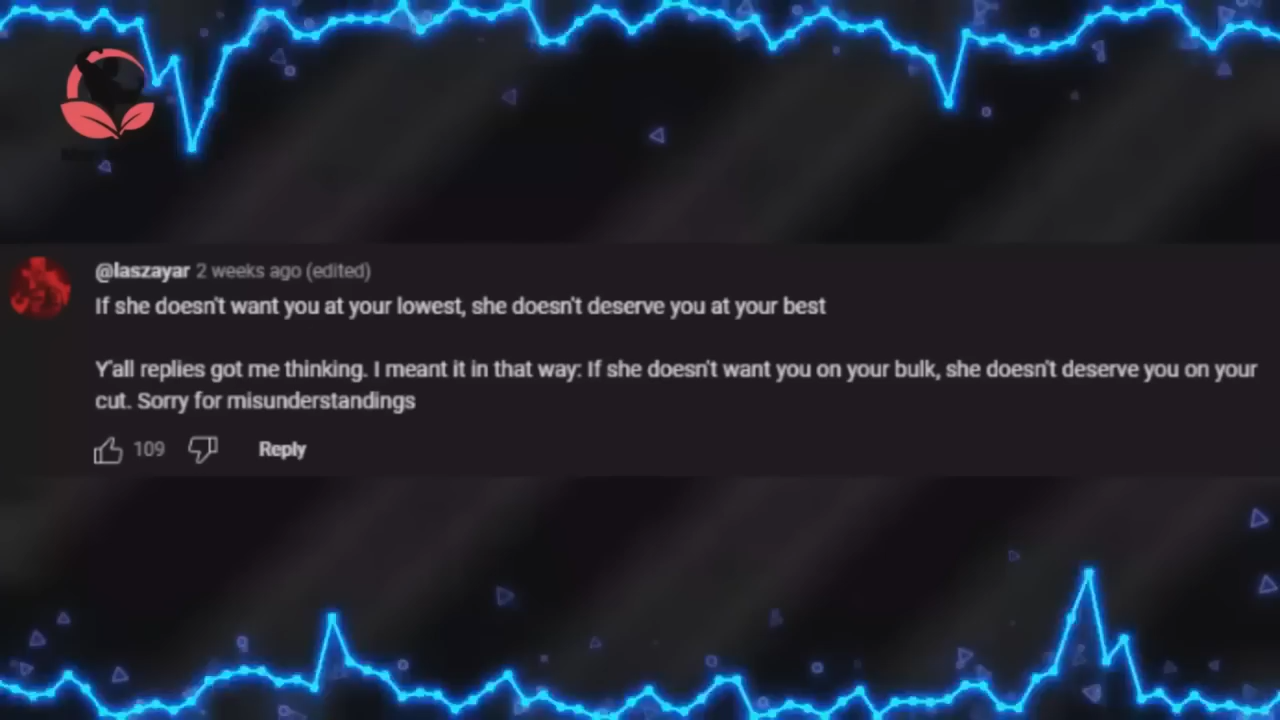 @laszayar 2 weeks ago (edited)
If she doesn't want you at your lowest, she doesn't deserve you at your best
Y'all replies got me thinking. I meant it in that way: If she doesn't want you on your bulk, she doesn't deserve you on your
cut. Sorry for misunderstandings
109 Reply